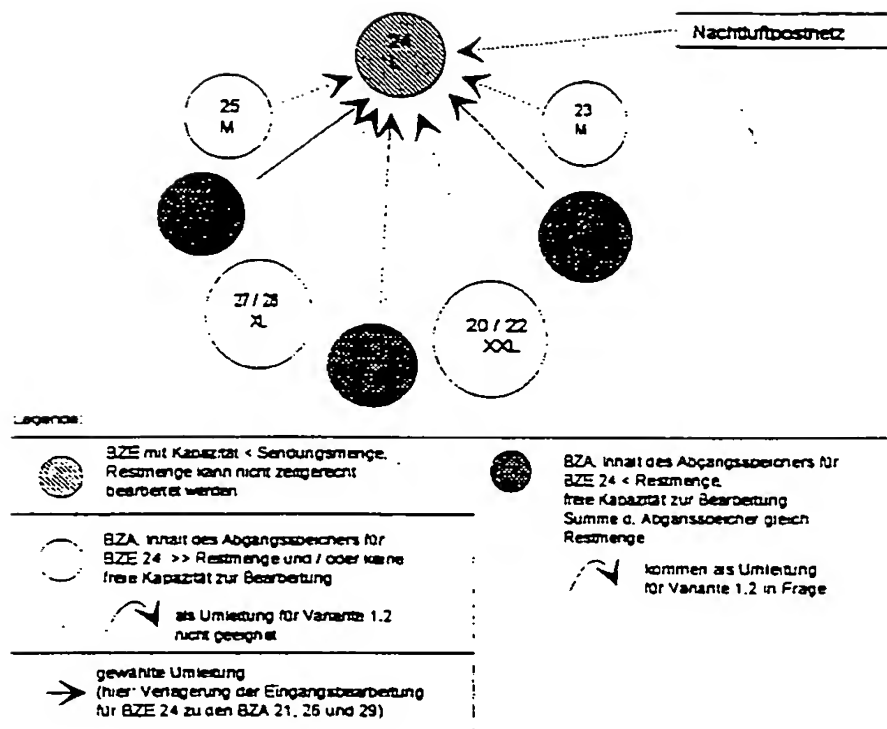 24
L
Nachtluftpostnetz
25
M
23
M
27 / 28
XL
20 / 22
XXL
Legende:
BZE mit Kapazität < Sendungsmenge,
Restmenge kann nicht zeitgerecht
bearbeitet werden
BZA, Inhalt des Abgangsspeichers für
BZE 24 >> Restmenge und / oder keine
freie Kapazität zur Bearbeitung
als Umleitung für Variante 1.2
nicht geeignet
gewählte Umleitung
(hier: Verlagerung der Eingangsbearbeitung
für BZE 24 zu den BZA 21, 26 und 29)
BZA, Inhalt des Abgangsspeichers für
BZE 24 < Restmenge,
freie Kapazität zur Bearbeitung
Summe d. Abgansspeicher gleich
Restmenge
kommen als Umleitung
für Variante 1.2 in Frage